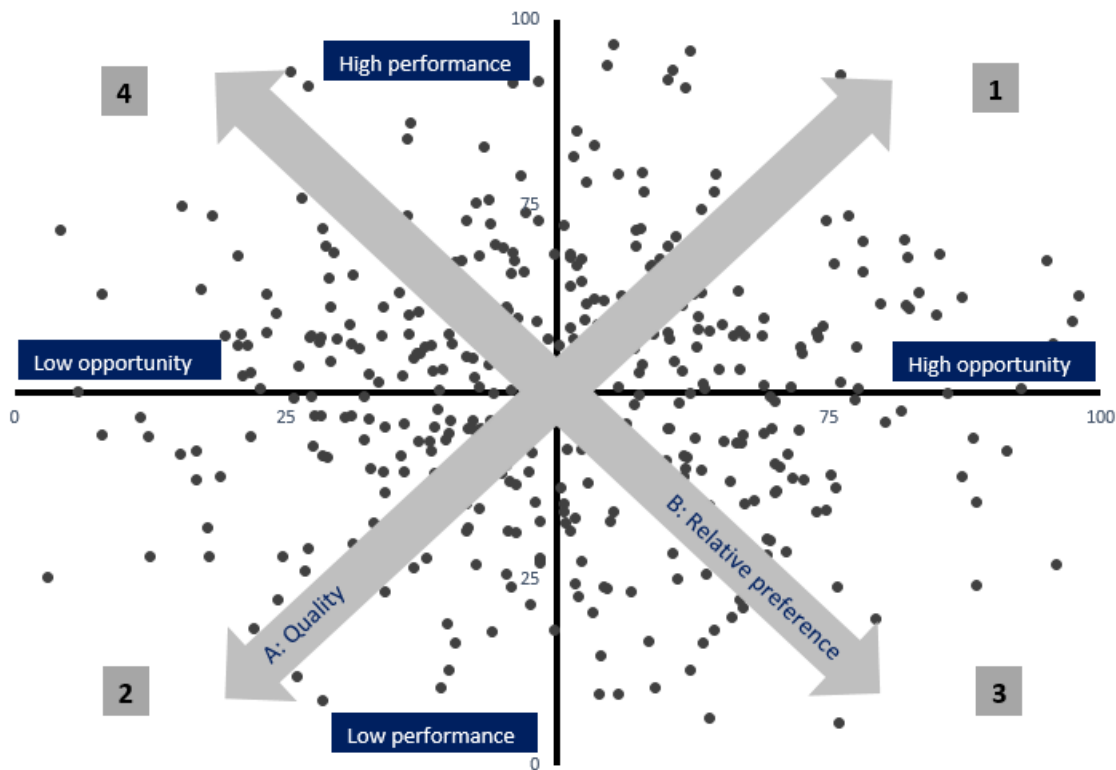 100
High performance
4
1
75
Low opportunity
High opportunity
0
25
75
100
B: Relative preference
25
A: Quality
2
3
Low performance
0